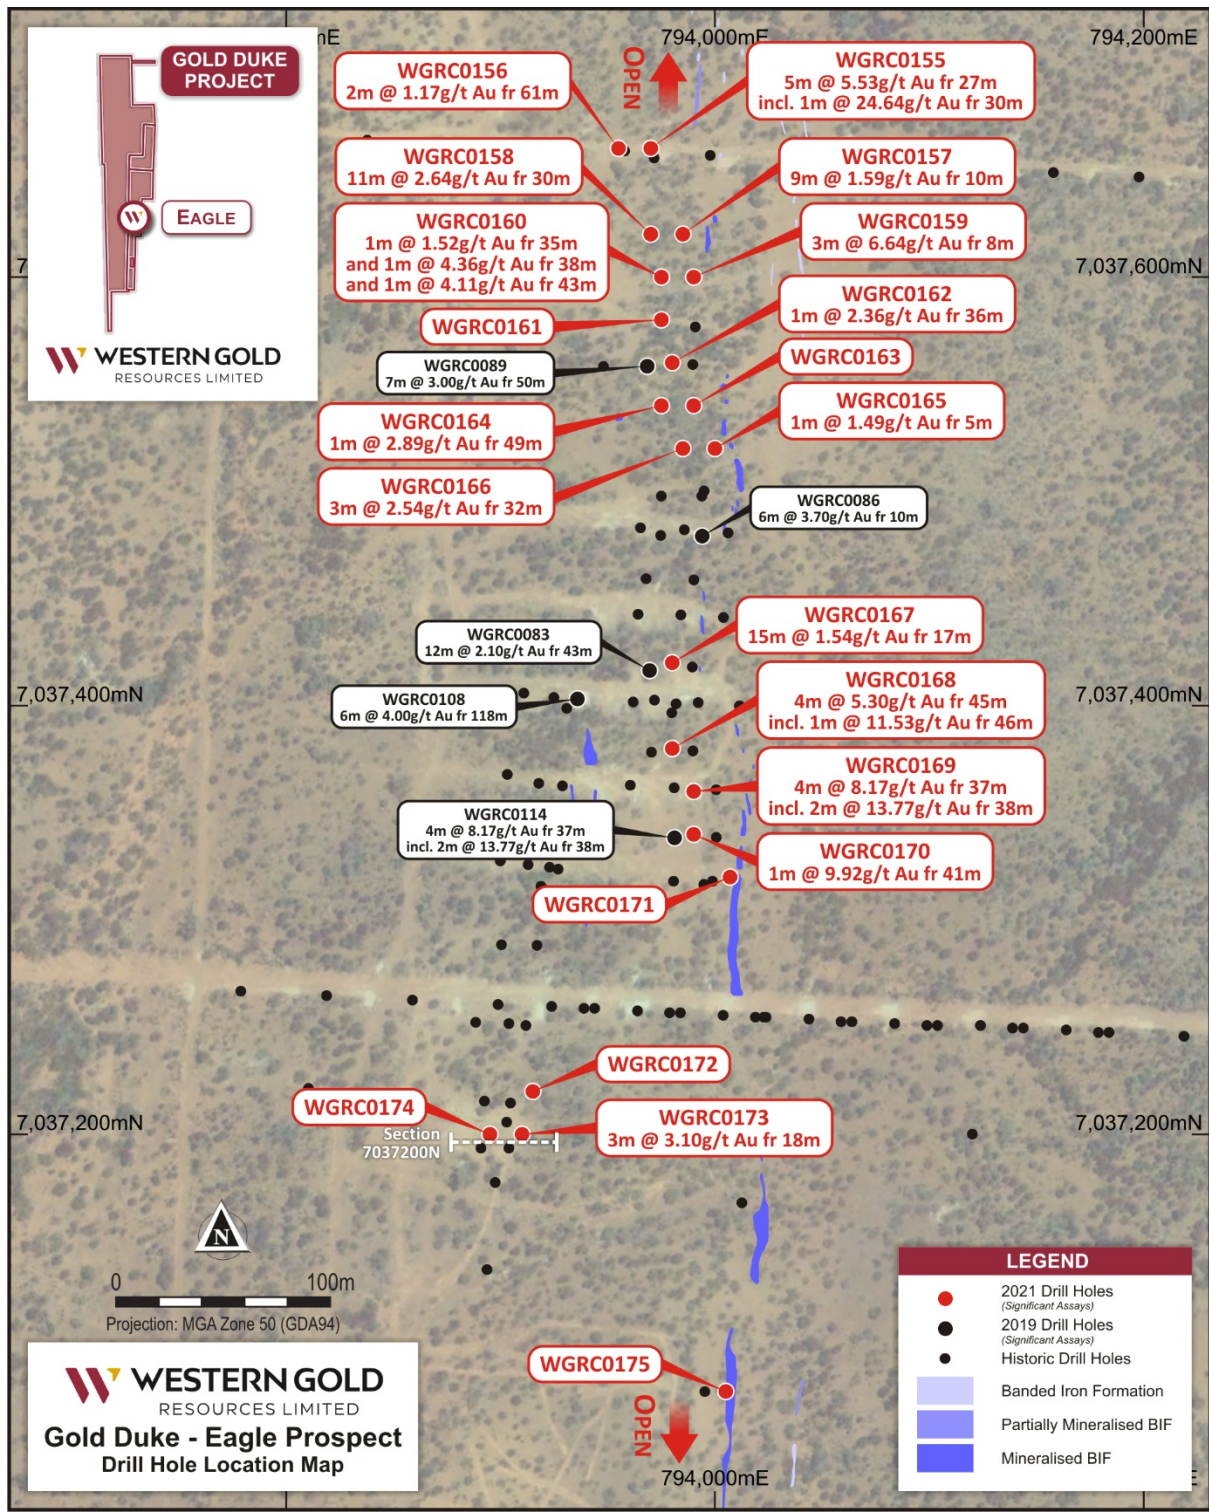 GOLD DUKE
PROJECT
EAGLE
WESTERN GOLD
RESOURCES LIMITED
mE
794,000mE
794,200mE
OPEN
WGRC0156
2m @ 1.17g/t Au fr 61m
WGRC0155
5m @ 5.53g/t Au fr 27m
incl. 1m @ 24.64g/t Au fr 30m
WGRC0158
11m @ 2.64g/t Au fr 30m
WGRC0157
9m @ 1.59g/t Au fr 10m
WGRC0160
1m @ 1.52g/t Au fr 35m
and 1m @ 4.36g/t Au fr 38m
and 1m @ 4.11g/t Au fr 43m
WGRC0159
3m @ 6.64g/t Au fr 8m
7
7,037,600mN
WGRC0161
WGRC0162
1m @ 2.36g/t Au fr 36m
WGRC0089
7m @ 3.00g/t Au fr 50m
WGRC0163
WGRC0164
1m @ 2.89g/t Au fr 49m
WGRC0165
1m @ 1.49g/t Au fr 5m
WGRC0166
3m @ 2.54g/t Au fr 32m
WGRC0086
6m @ 3.70g/t Au fr 10m
WGRC0083
12m @ 2.10g/t Au fr 43m
WGRC0167
15m @ 1.54g/t Au fr 17m
7,037,400mN
WGRC0108
6m @ 4.00g/t Au fr 118m
WGRC0168
4m @ 5.30g/t Au fr 45m
incl. 1m @ 11.53g/t Au fr 46m
7,037,400mN
WGRC0169
4m @ 8.17g/t Au fr 37m
incl. 2m @ 13.77g/t Au fr 38m
WGRC0114
4m @ 8.17g/t Au fr 37m
incl. 2m @ 13.77g/t Au fr 38m
WGRC0170
1m @ 9.92g/t Au fr 41m
WGRC0171
WGRC0172
7,037,200mN
WGRC0174
WGRC0173
3m @ 3.10g/t Au fr 18m
7,037,200mN
Section
7037200N
N
0 100m
Projection: MGA Zone 50 (GDA94)
WESTERN GOLD
RESOURCES LIMITED
Gold Duke - Eagle Prospect
Drill Hole Location Map
WGRC0175
OPEN
794,000mE
LEGEND
2021 Drill Holes
(Significant Assays)
2019 Drill Holes
(Significant Assays)
Historic Drill Holes
Banded Iron Formation
Partially Mineralised BIF
Mineralised BIF